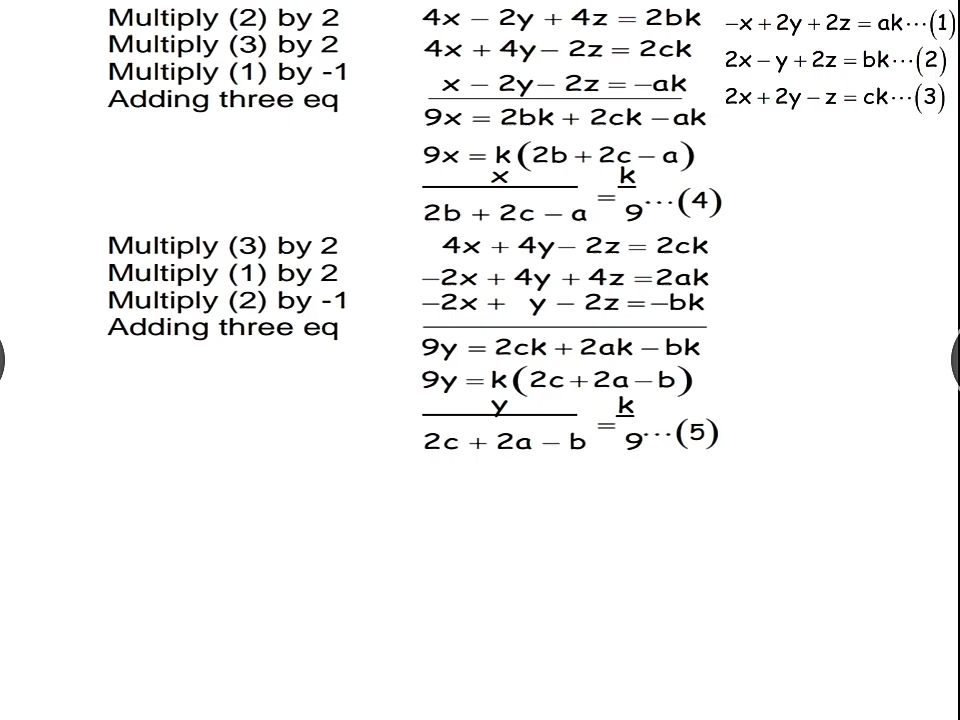 Multiply (2) by 2 4x − 2y + 4z = 2bk
Multiply (3) by 2 4x + 4y − 2z = 2ck
Multiply (1) by -1 x − 2y − 2z = −ak
Adding three eq 9x = 2bk + 2ck − ak
9x = k(2b + 2c − a)
x/(2b + 2c − a) = k/9 ···(4)
Multiply (3) by 2 4x + 4y − 2z = 2ck
Multiply (1) by 2 −2x + 4y + 4z = 2ak
Multiply (2) by -1 −2x + y − 2z = −bk
Adding three eq 9y = 2ck + 2ak − bk
9y = k(2c + 2a − b)
y/(2c + 2a − b) = k/9 ···(5)
−x + 2y + 2z = ak ···(1)
2x − y + 2z = bk ···(2)
2x + 2y − z = ck ···(3)